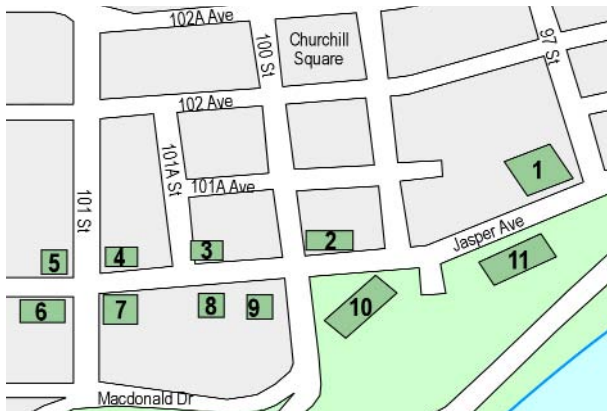 102A Ave
100 St
Churchill
Square
97 St
102 Ave
101A St
101A Ave
101 St
1
2
3
4
5
Jasper Ave
11
10
6
7
8
9
Macdonald Dr